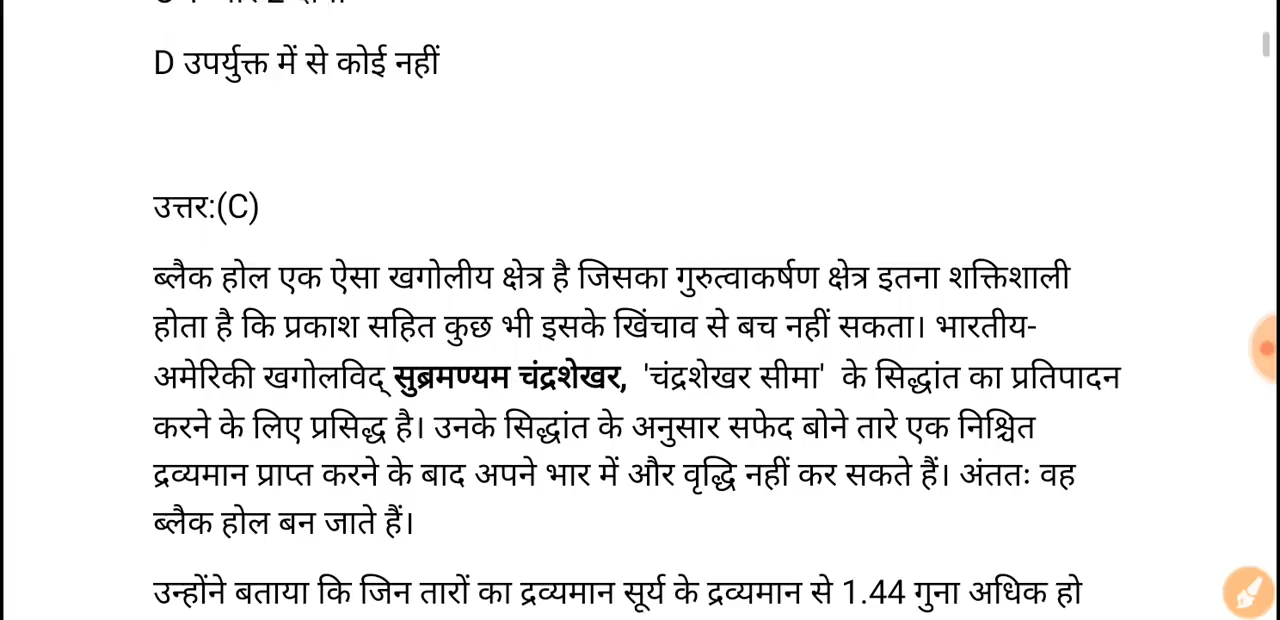 D उपर्युक्त में से कोई नहीं
उत्तर:(C)
ब्लैक होल एक ऐसा खगोलीय क्षेत्र है जिसका गुरुत्वाकर्षण क्षेत्र इतना शक्तिशाली
होता है कि प्रकाश सहित कुछ भी इसके खिंचाव से बच नहीं सकता। भारतीय-
अमेरिकी खगोलविद् सुब्रमण्यम चंद्रशेखर, 'चंद्रशेखर सीमा' के सिद्धांत का प्रतिपादन
करने के लिए प्रसिद्ध है। उनके सिद्धांत के अनुसार सफेद बोने तारे एक निश्चित
द्रव्यमान प्राप्त करने के बाद अपने भार में और वृद्धि नहीं कर सकते हैं। अंततः वह
ब्लैक होल बन जाते हैं।
उन्होंने बताया कि जिन तारों का द्रव्यमान सूर्य के द्रव्यमान से 1.44 गुना अधिक हो